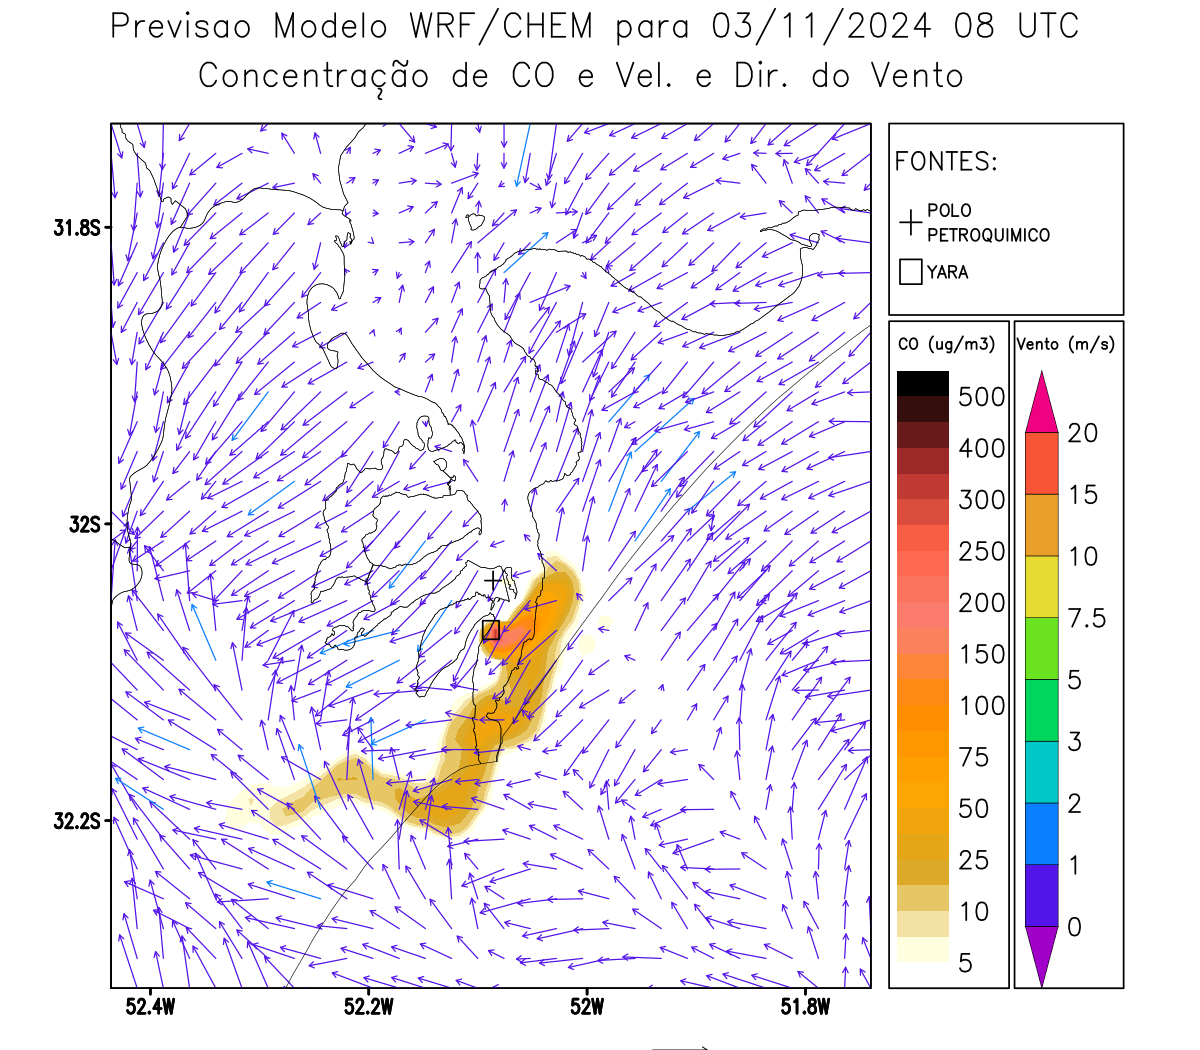 Previsao Modelo WRF/CHEM para 03/11/2024 08 UTC
Concentração de CO e Vel. e Dir. do Vento
FONTES:
POLO
PETROQUIMICO
YARA
31.8S
32S
32.2S
52.4W
52.2W
52W
51.8W
CO (ug/m3)
500
400
300
250
200
150
100
75
50
25
10
5
Vento (m/s)
20
15
10
7.5
5
3
2
1
0